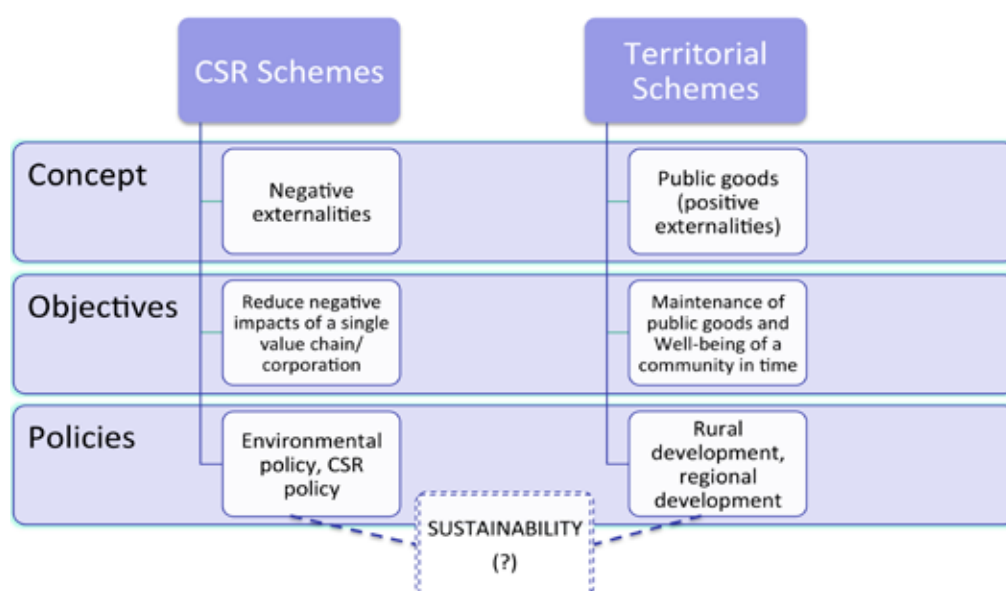 CSR Schemes
Territorial
Schemes
Concept
Negative
externalities
Public goods
(positive
externalities)
Objectives
Reduce negative
impacts of a single
value chain/
corporation
Maintenance of
public goods and
Well-being of a
community in time
Policies
Environmental
policy, CSR
policy
Rural
development,
regional
development
SUSTAINABILITY
(?)